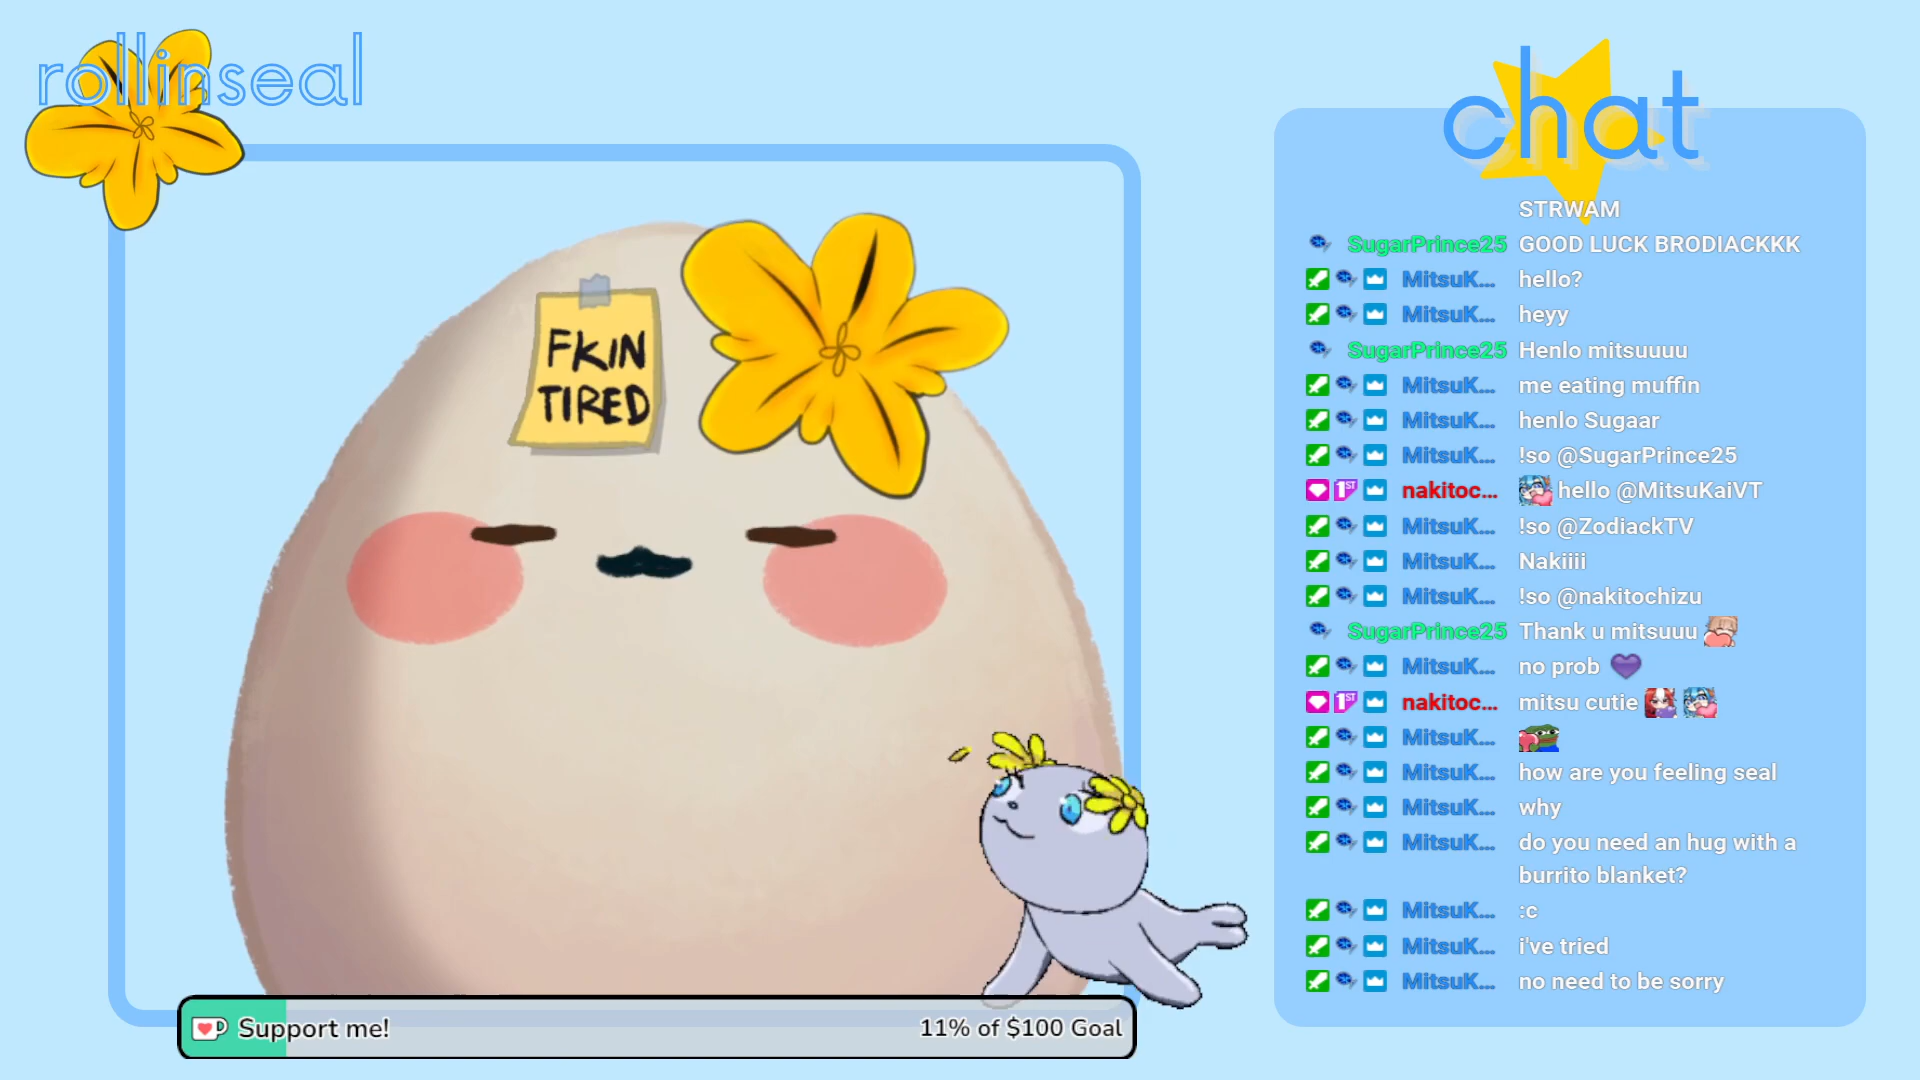 rollinseal
FKIN
TIRED
Support me!
11% of $100 Goal
chat
STRWAM
SugarPrince25 GOOD LUCK BRODIACKKK
MitsuK... hello?
MitsuK... heyy
SugarPrince25 Henlo mitsuuuu
MitsuK... me eating muffin
MitsuK... henlo Sugaar
MitsuK... !so @SugarPrince25
1ST nakitoc... hello @MitsuKaiVT
MitsuK... !so @ZodiackTV
MitsuK... Nakiiii
MitsuK... !so @nakitochizu
SugarPrince25 Thank u mitsuuu
MitsuK... no prob 💜
1ST nakitoc... mitsu cutie
MitsuK...
MitsuK... how are you feeling seal
MitsuK... why
MitsuK... do you need an hug with a
burrito blanket?
MitsuK... :c
MitsuK... i've tried
MitsuK... no need to be sorry